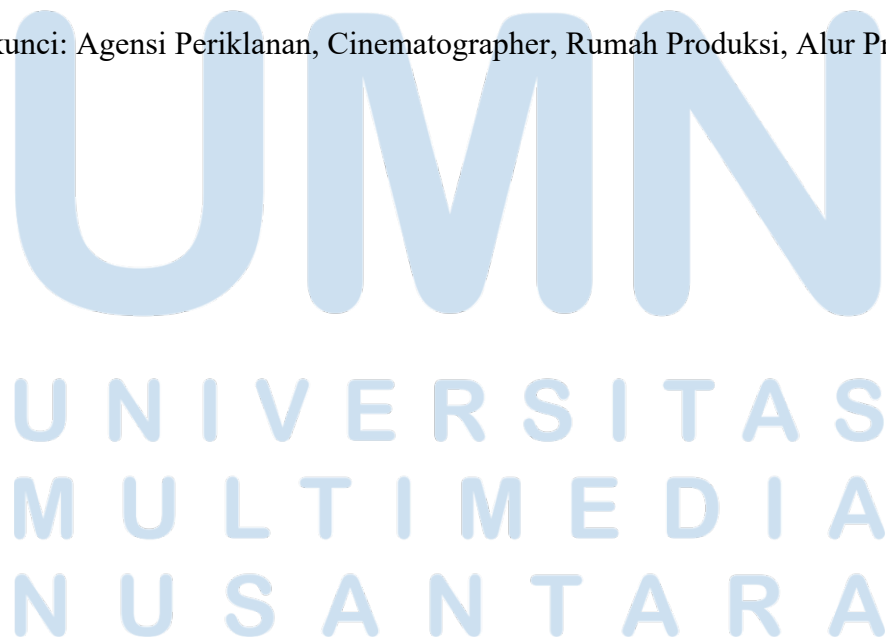 kunci: Agensi Periklanan, Cinematographer, Rumah Produksi, Alur Pr
UMN
UNIVERSITAS
MULTIMEDIA
NUSANTARA